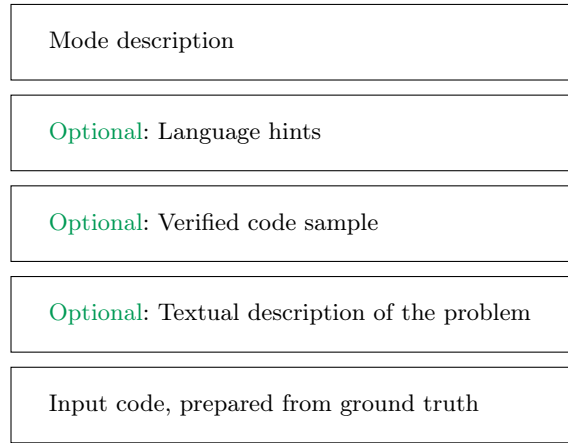 Mode description
Optional: Language hints
Optional: Verified code sample
Optional: Textual description of the problem
Input code, prepared from ground truth